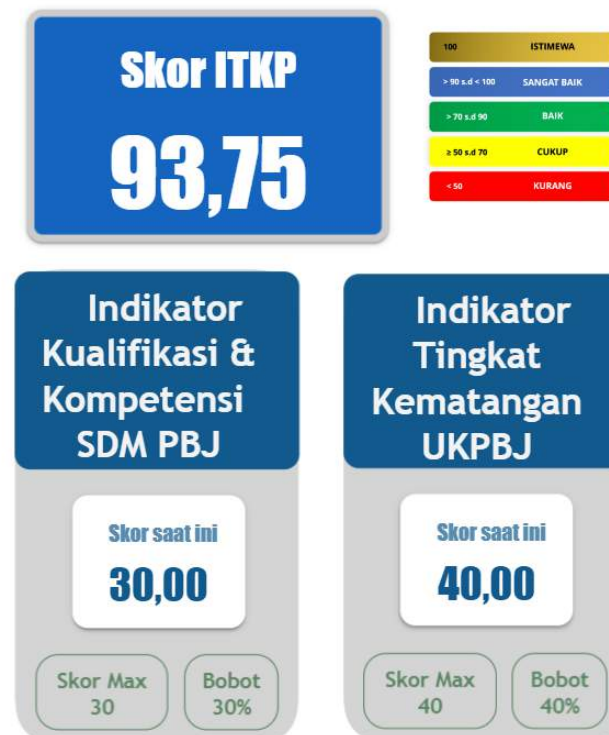 Skor ITKP
93,75
100 ISTIMEWA
> 90 s.d < 100 SANGAT BAIK
> 70 s.d 90 BAIK
≥ 50 s.d 70 CUKUP
< 50 KURANG
Indikator
Kualifikasi &
Kompetensi
SDM PBJ
Skor saat ini
30,00
Skor Max
30
Bobot
30%
Indikator
Tingkat
Kematangan
UKPBJ
Skor saat ini
40,00
Skor Max
40
Bobot
40%